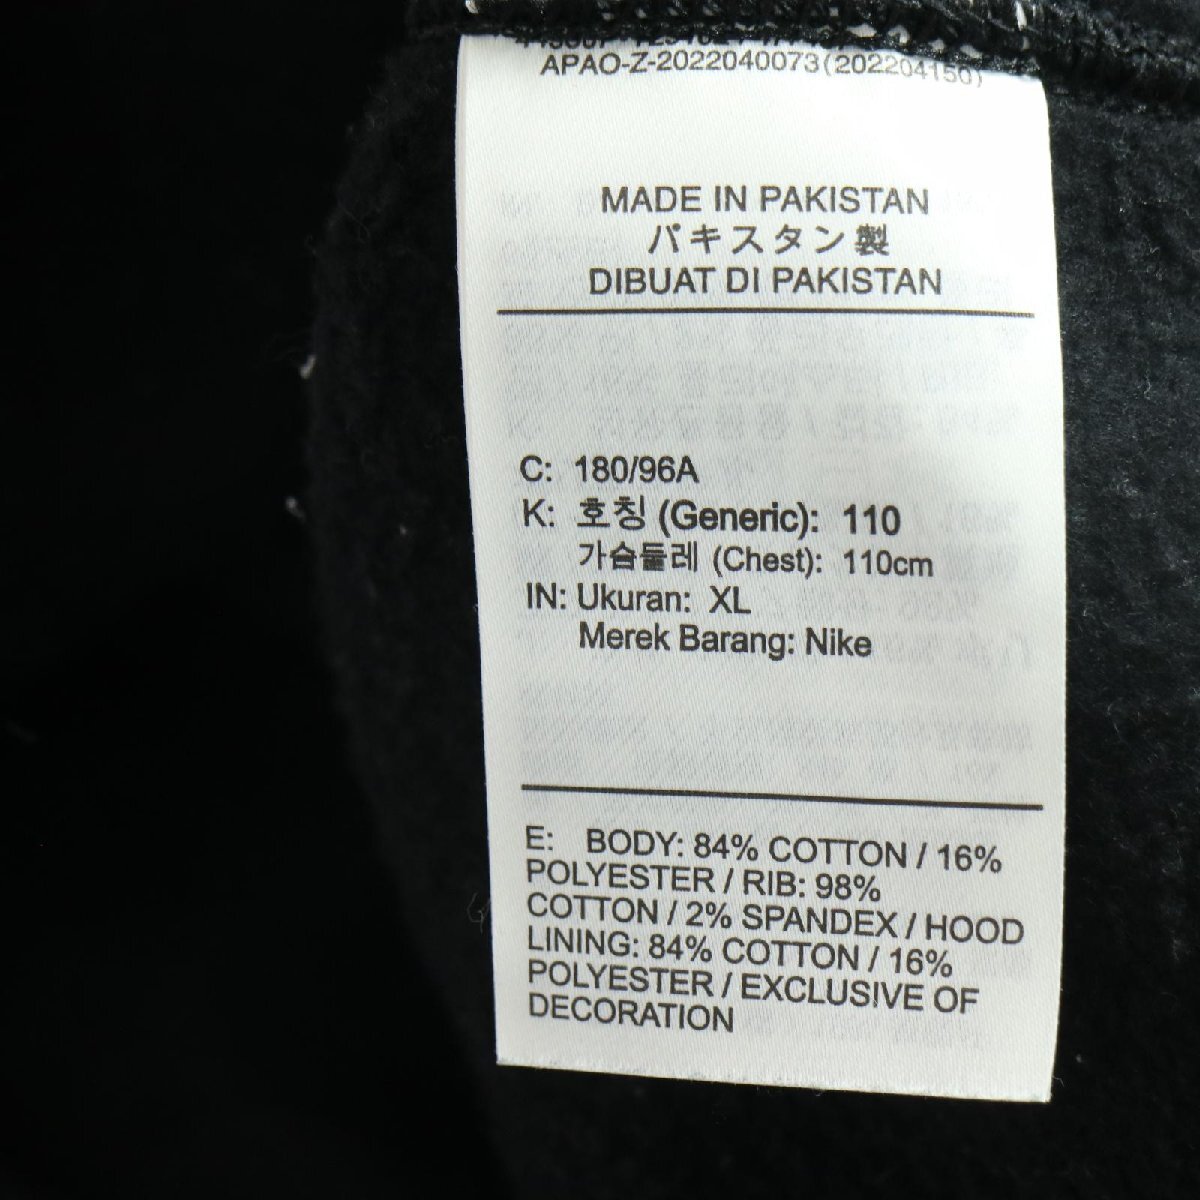 APAO-Z-2022040073(202204150)
MADE IN PAKISTAN
パキスタン製
DIBUAT DI PAKISTAN
C: 180/96A
K: 호칭 (Generic): 110
가슴둘레 (Chest): 110cm
IN: Ukuran: XL
Merek Barang: Nike
E: BODY: 84% COTTON / 16%
POLYESTER / RIB: 98%
COTTON / 2% SPANDEX / HOOD
LINING: 84% COTTON / 16%
POLYESTER / EXCLUSIVE OF
DECORATION